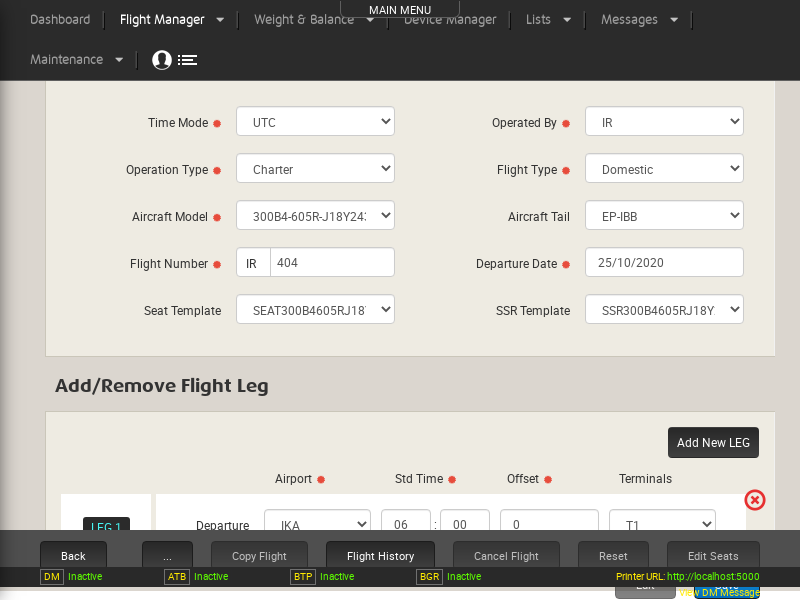 MAIN MENU
Dashboard Flight Manager Weight & Balance Device Manager Lists Messages
Maintenance
Time Mode UTC Operated By IR
Operation Type Charter Flight Type Domestic
Aircraft Model 300B4-605R-J18Y243 Aircraft Tail EP-IBB
Flight Number IR 404 Departure Date 25/10/2020
Seat Template SEAT300B4605RJ18 SSR Template SSR300B4605RJ18Y
Add/Remove Flight Leg
Add New LEG
Airport Std Time Offset Terminals
LEG 1 Departure IKA 06 : 00 0 T1
Back ... Copy Flight Flight History Cancel Flight Reset Edit Seats
DM Inactive ATB Inactive BTP Inactive BGR Inactive Printer URL: http://localhost:5000
Edit View DM Message